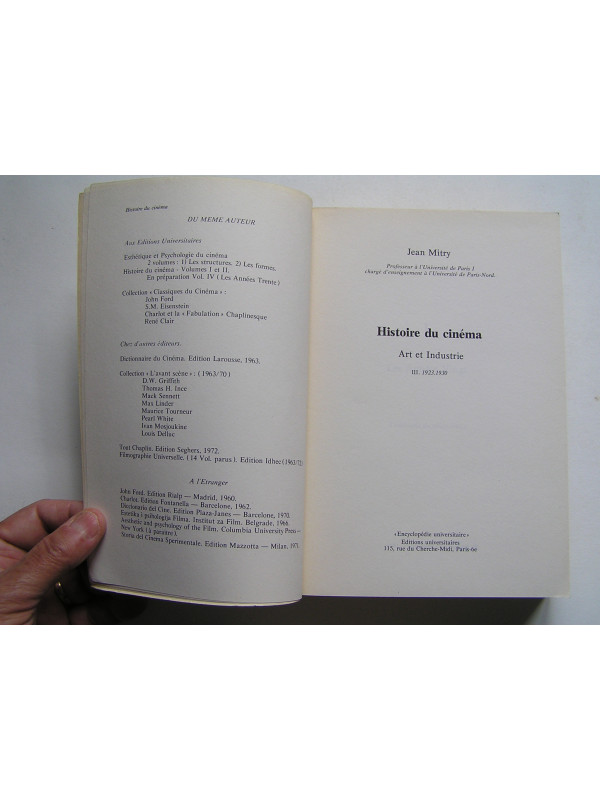 Histoire du cinéma
DU MEME AUTEUR
Aux Editions Universitaires
Esthétique et Psychologie du cinéma
2 volumes : 1) Les structures. 2) Les formes.
Histoire du cinéma - Volumes I et II.
En préparation Vol. IV (Les Années Trente)
Collection « Classiques du Cinéma » :
John Ford
S.M. Eisenstein
Charlot et la « Fabulation » Chaplinesque
René Clair
Chez d'autres éditeurs.
Dictionnaire du Cinéma. Edition Larousse, 1963.
Collection « L'avant scène » : (1963/70)
D.W. Griffith
Thomas H. Ince
Mack Sennett
Max Linder
Maurice Tourneur
Pearl White
Ivan Mosjoukine
Louis Delluc
Tout Chaplin. Edition Seghers, 1972.
Filmographie Universelle. (14 Vol. parus). Edition Idhec (1963/73)
A l'Etranger
John Ford. Edition Rialp — Madrid, 1960.
Charlot. Edition Fontanella — Barcelone, 1962.
Diccionario del Cine. Edition Plaza-Janes — Barcelone, 1970.
Estetika i psihologija Filma. Institut za Film. Belgrade, 1966.
Aesthetic and psychology of the Film. Columbia University Press —
New York (à paraître).
Storia del Cinema Sperimentale. Edition Mazzotta — Milan, 1971.
Jean Mitry
Professeur à l'Université de Paris I
chargé d'enseignement à l'Université de Paris-Nord.
Histoire du cinéma
Art et Industrie
III. 1923.1930
«Encyclopédie universitaire»
Editions universitaires
115, rue du Cherche-Midi, Paris-6e